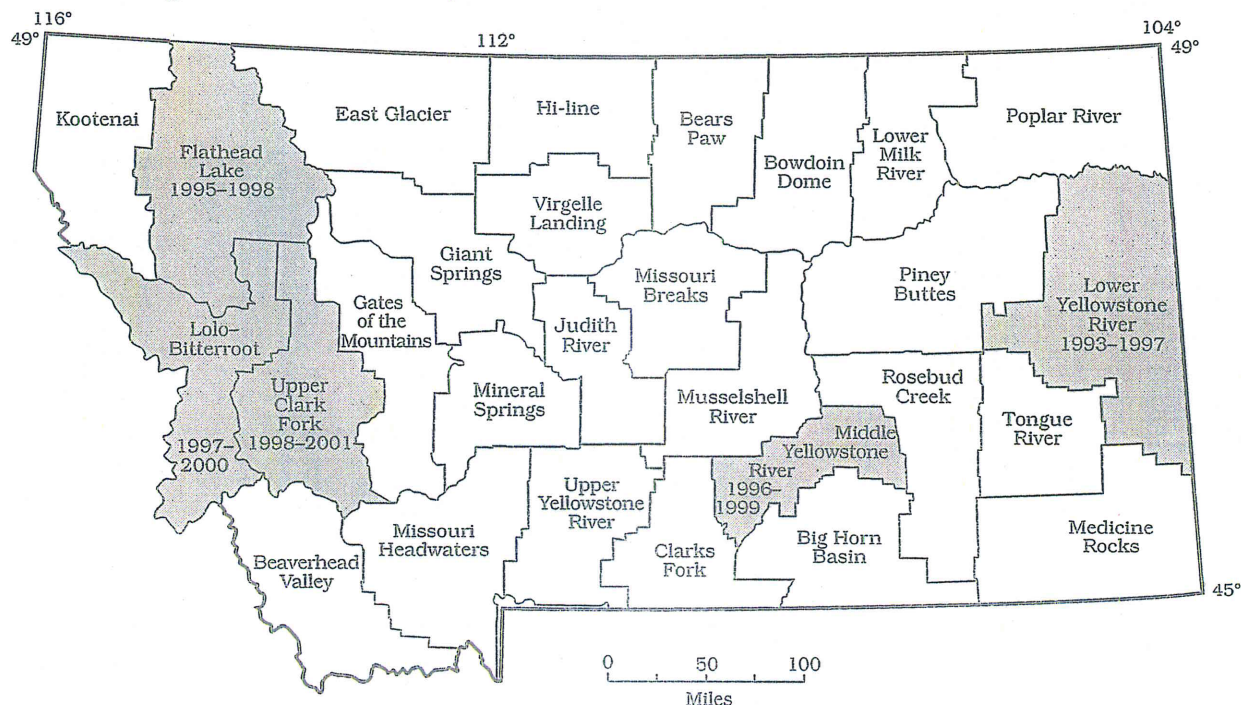 116°
49°
112°
104°
49°
Kootenai
Flathead
Lake
1995–1998
East Glacier
Hi-line
Bears
Paw
Bowdoin
Dome
Lower
Milk
River
Poplar River
Virgelle
Landing
Giant
Springs
Gates
of the
Mountains
Missouri
Breaks
Judith
River
Piney
Buttes
Lower
Yellowstone
River
1993–1997
Lolo–
Bitterroot
1997–
2000
Upper
Clark
Fork
1998–2001
Mineral
Springs
Musselshell
River
Rosebud
Creek
Tongue
River
Middle
Yellowstone
River
1996–
1999
Upper
Yellowstone
River
Missouri
Headwaters
Beaverhead
Valley
Clarks
Fork
Big Horn
Basin
Medicine
Rocks
45°
0 50 100
Miles